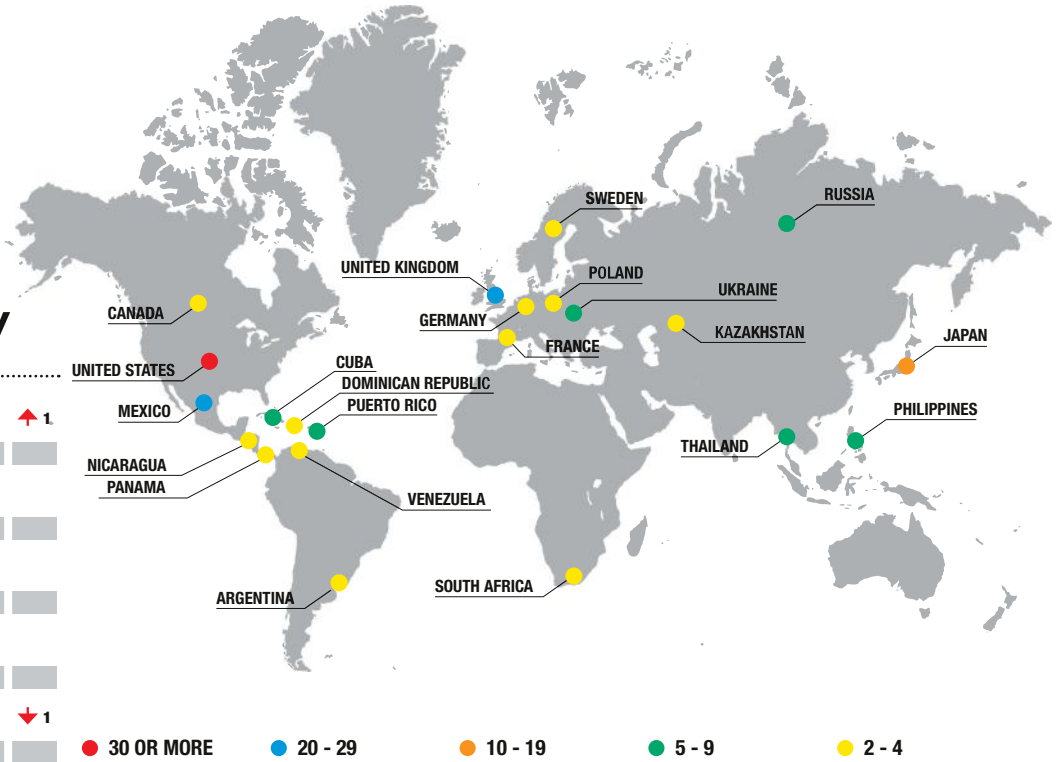 SWEDEN
RUSSIA
UNITED KINGDOM
POLAND
UKRAINE
CANADA
GERMANY
KAZAKHSTAN
FRANCE
JAPAN
UNITED STATES
CUBA
DOMINICAN REPUBLIC
MEXICO
PUERTO RICO
PHILIPPINES
1
THAILAND
NICARAGUA
PANAMA
VENEZUELA
SOUTH AFRICA
ARGENTINA
1
30 OR MORE
20 - 29
10 - 19
5 - 9
2 - 4